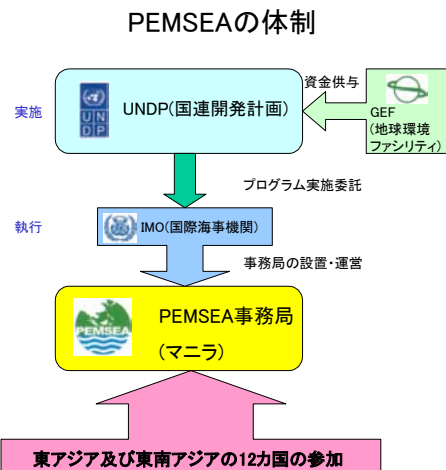 PEMSEAの体制
資金供与
実施
UNDP(国連開発計画)
U N
D P
GEF
(地球環境
ファシリティ)
プログラム実施委託
執行
IMO(国際海事機関)
事務局の設置・運営
PEMSEA
PEMSEA事務局
(マニラ)
東アジア及び東南アジアの12カ国の参加